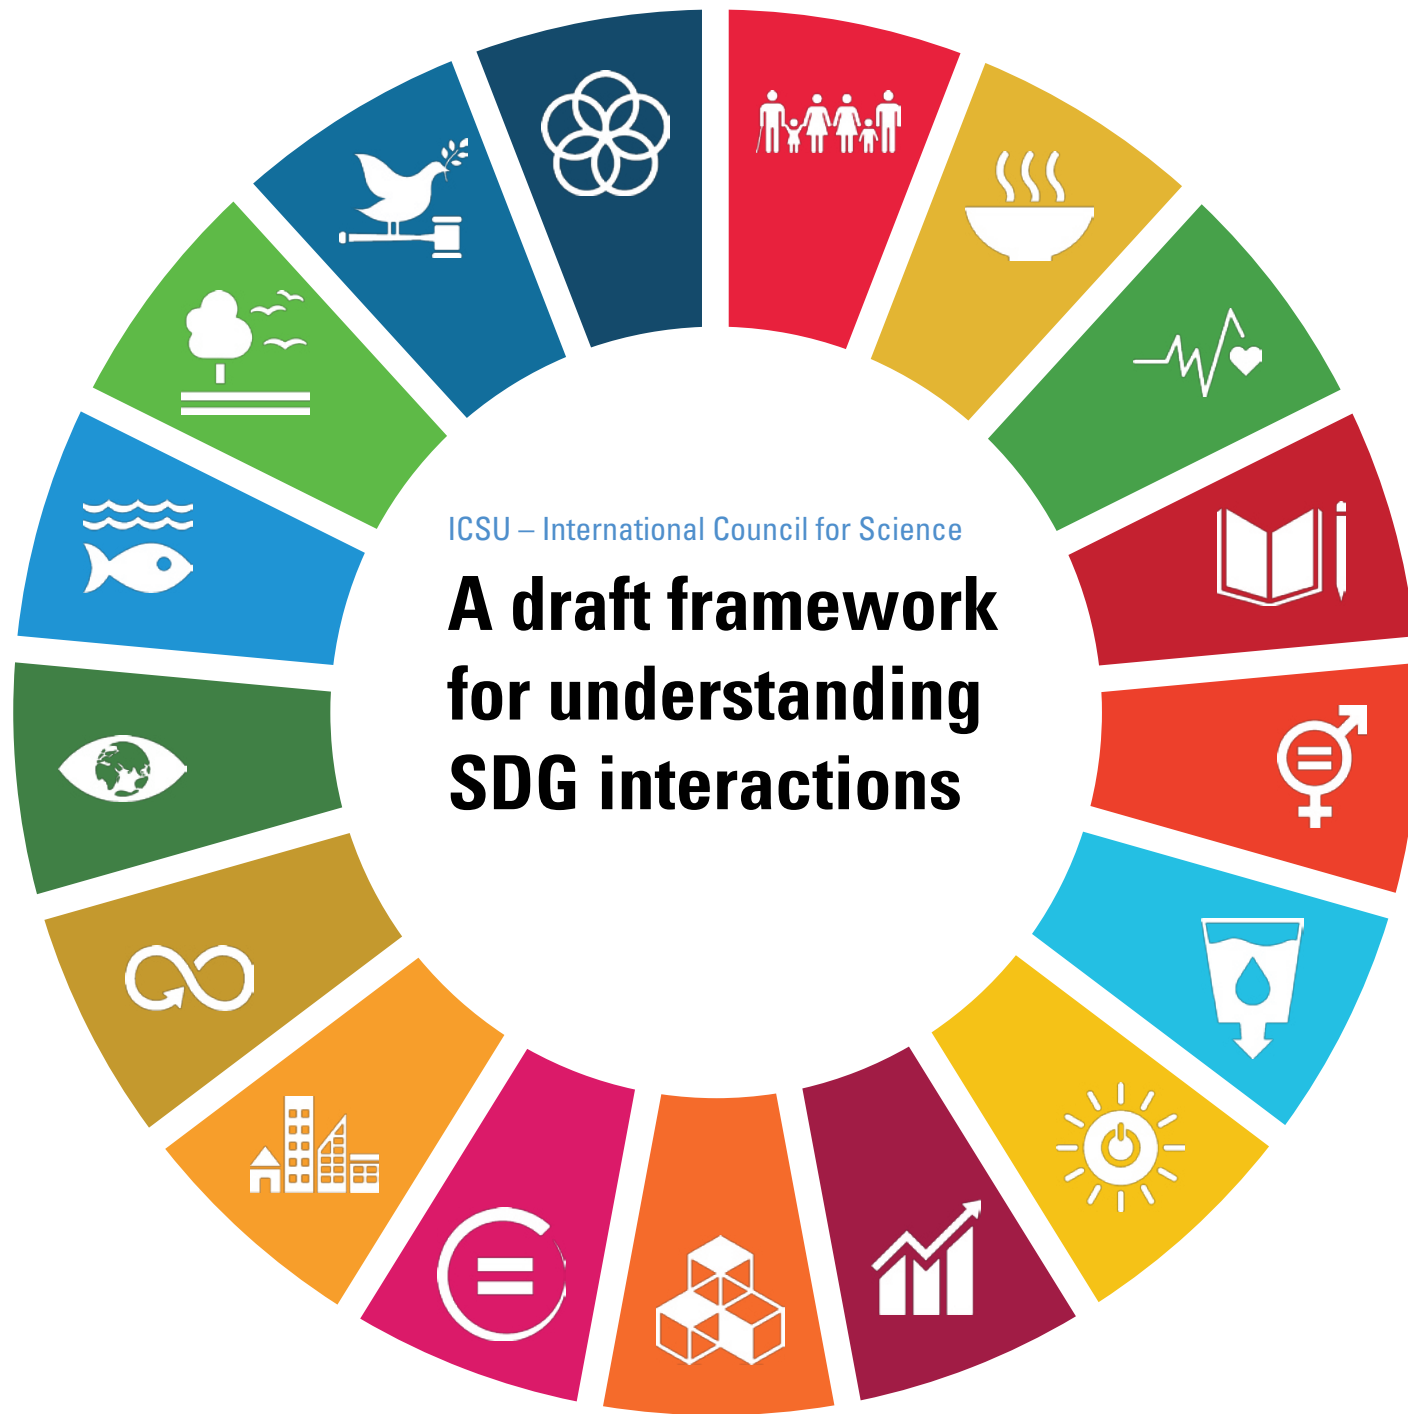 ICSU – International Council for Science
A draft framework
for understanding
SDG interactions